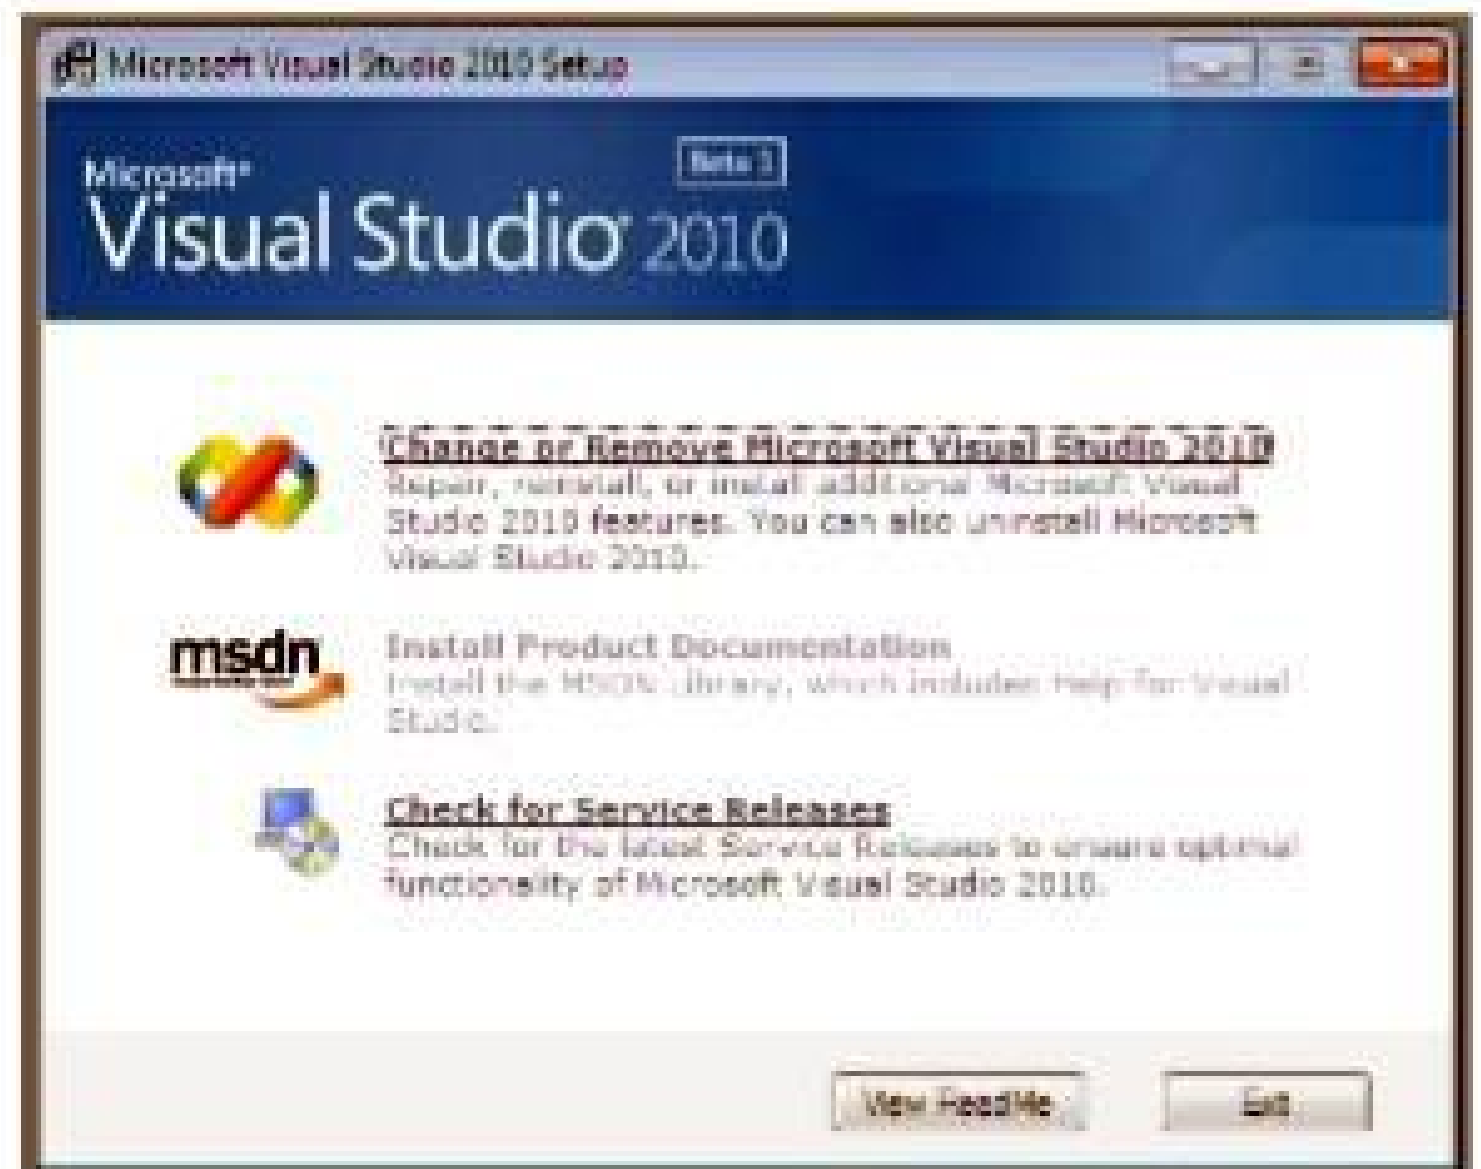 Microsoft Visual Studio 2010 Setup
Microsoft®
Beta 1
Visual Studio 2010
Change or Remove Microsoft Visual Studio 2010
Repair, reinstall, or install additional Microsoft Visual
Studio 2010 features. You can also uninstall Microsoft
Visual Studio 2010.
msdn
Install Product Documentation
Install the MSDN Library, which includes help for Visual
Studio.
Check for Service Releases
Check for the latest Service Releases to ensure optimal
functionality of Microsoft Visual Studio 2010.
View ReadMe
Exit